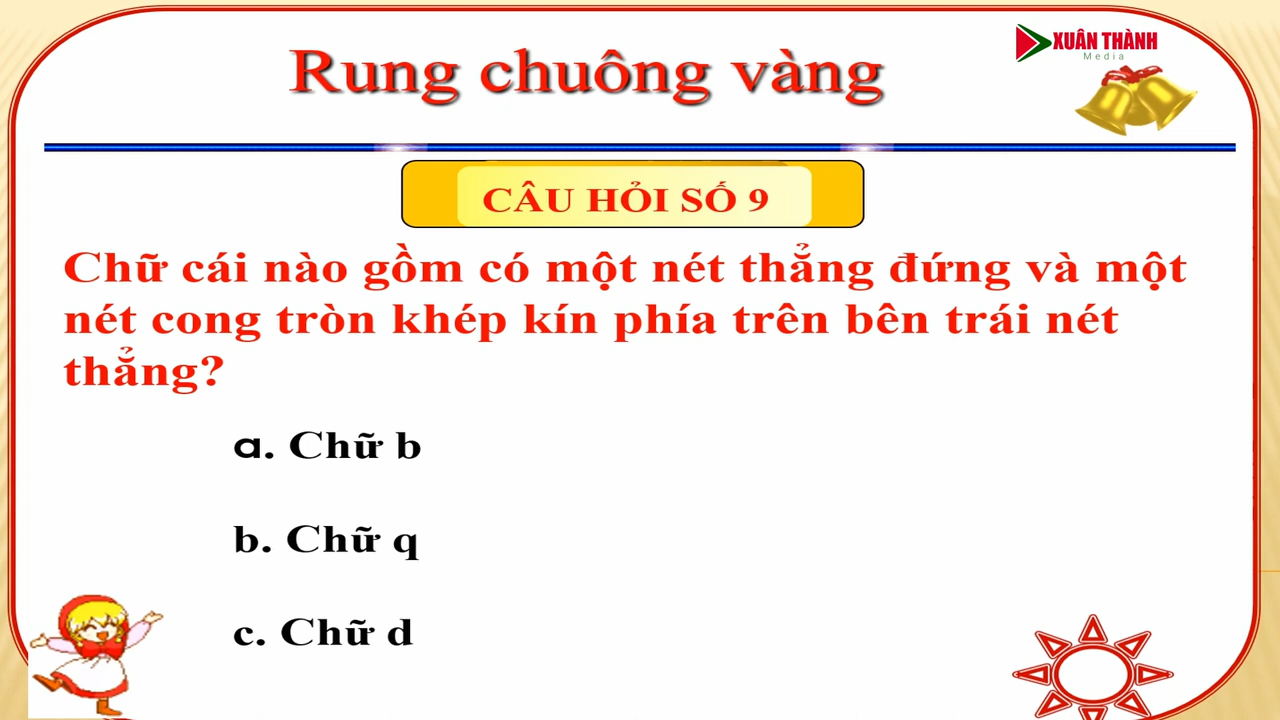 Rung chuông vàng
XUÂN THÀNH
Media
CÂU HỎI SỐ 9
Chữ cái nào gồm có một nét thẳng đứng và một
nét cong tròn khép kín phía trên bên trái nét
thẳng?
a. Chữ b
b. Chữ q
c. Chữ d